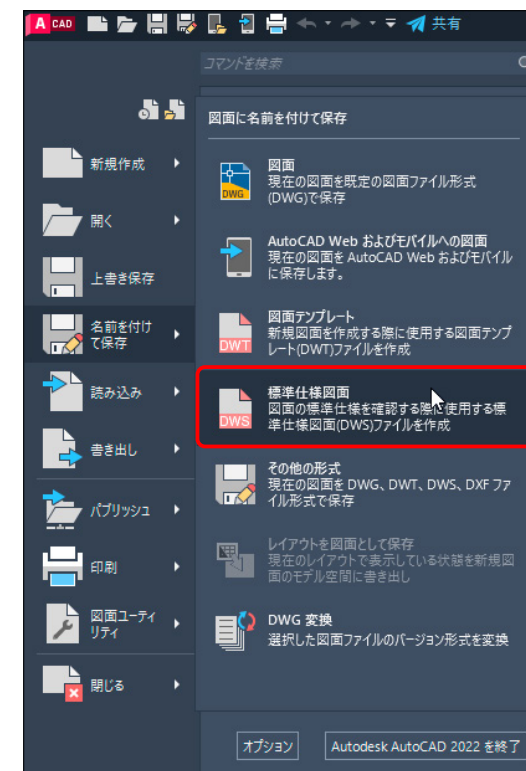 A CAD 共有
コマンドを検索
図面に名前を付けて保存
新規作成
開く
上書き保存
名前を付け
て保存
読み込み
書き出し
パブリッシュ
印刷
図面ユーティ
リティ
閉じる
DWG
図面
現在の図面を既定の図面ファイル形式
(DWG)で保存
AutoCAD Web およびモバイルへの図面
現在の図面を AutoCAD Web およびモバイル
に保存します。
DWT
図面テンプレート
新規図面を作成する際に使用する図面テンプ
レート(DWT)ファイルを作成
DWS
標準仕様図面
図面の標準仕様を確認する際に使用する標
準仕様図面(DWS)ファイルを作成
その他の形式
現在の図面を DWG、DWT、DWS、DXF ファ
イル形式で保存
レイアウトを図面として保存
現在のレイアウトで表示している状態を新規図
面のモデル空間に書き出し
DWG 変換
選択した図面ファイルのバージョン形式を変換
オプション
Autodesk AutoCAD 2022 を終了